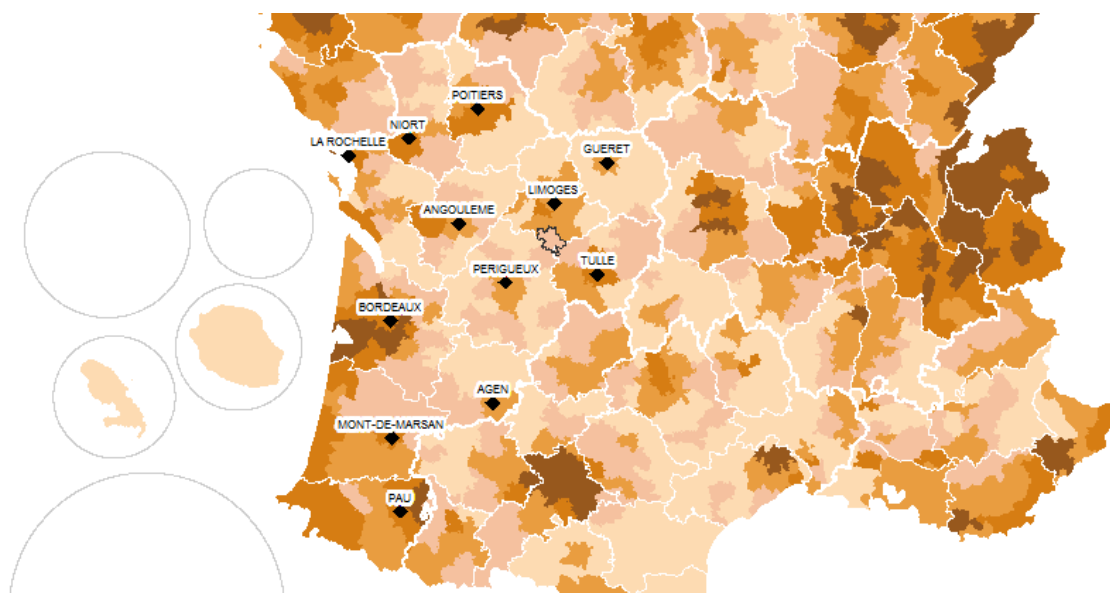 POITIERS
NIORT
LA ROCHELLE
GUERET
LIMOGES
ANGOULEME
TULLE
PERIGUEUX
BORDEAUX
AGEN
MONT-DE-MARSAN
PAU